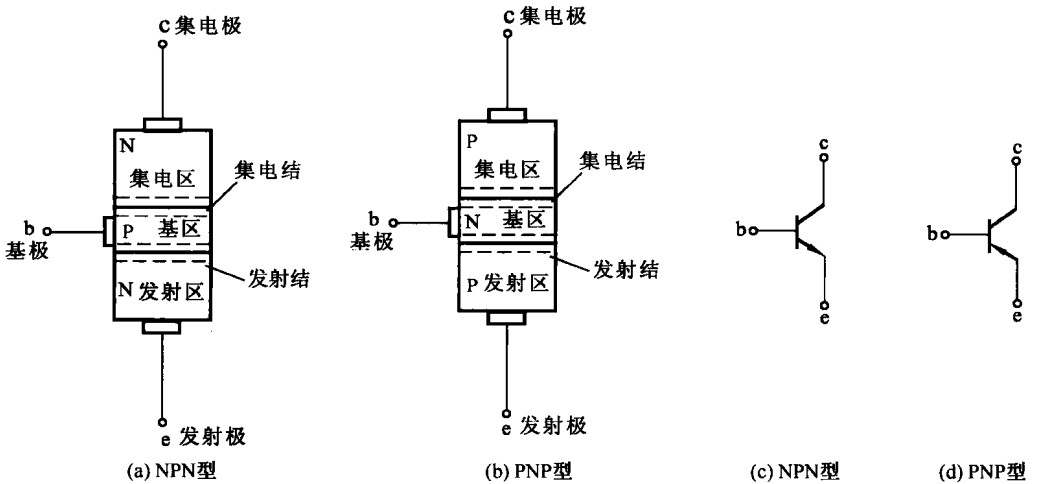 c 集电极
N
集电区
集电结
b
基极
P 基区
发射结
N 发射区
e 发射极
(a) NPN型
c 集电极
P
集电区
集电结
b
基极
N 基区
发射结
P 发射区
e 发射极
(b) PNP型
c
b
e
(c) NPN型
c
b
e
(d) PNP型